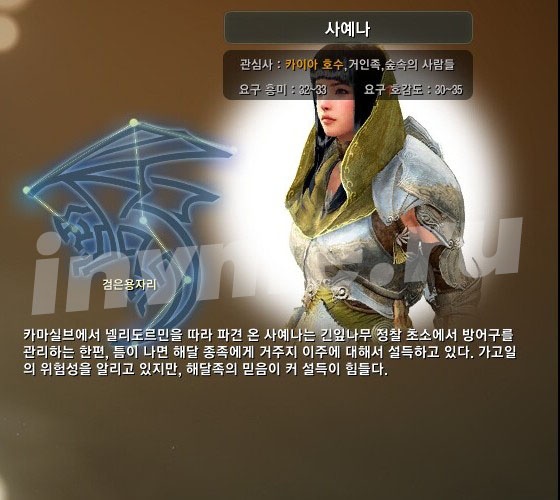 사예나
관심사 : 카이아 호수,거인족,숲속의 사람들
요구 흥미 : 32~33 요구 호감도 : 30~35
검은용자리
카마실브에서 넬리도르민을 따라 파견 온 사예나는 긴잎나무 정찰 초소에서 방어구를
관리하는 한편, 틈이 나면 해달 종족에게 거주지 이주에 대해서 설득하고 있다. 가고일
의 위험성을 알리고 있지만, 해달족의 믿음이 커 설득이 힘들다.